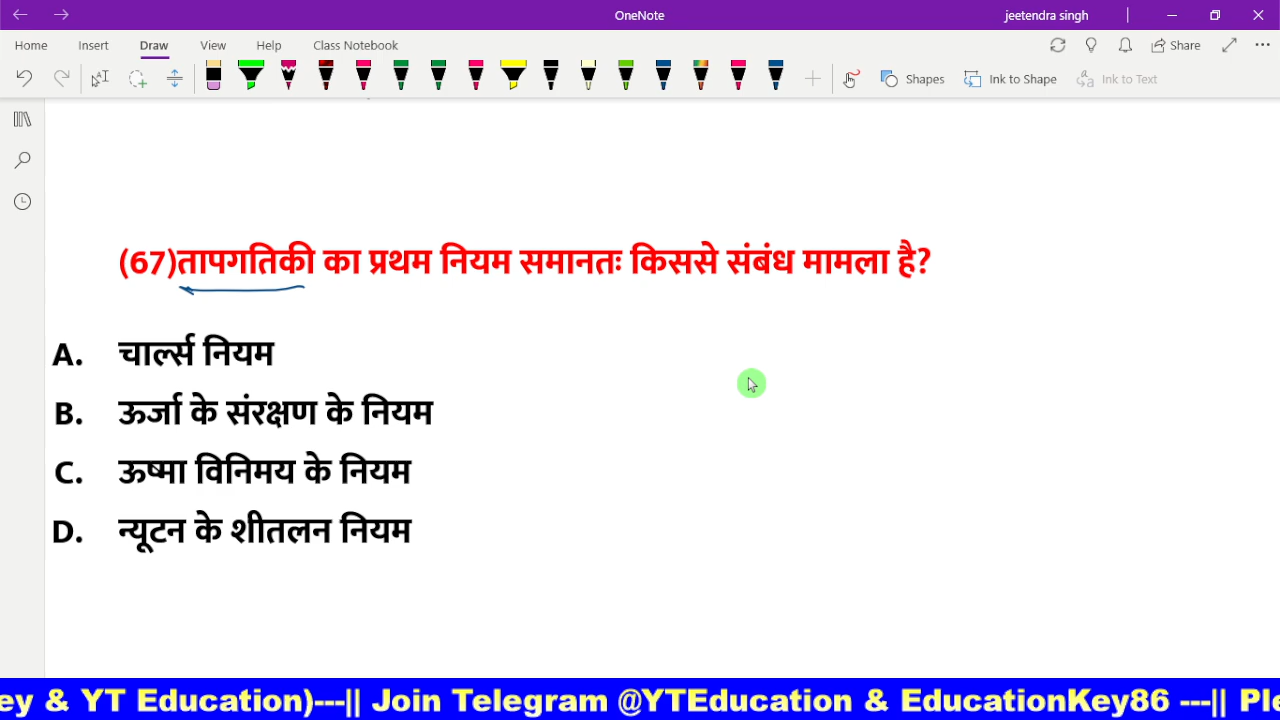 OneNote
jeetendra singh
Home Insert Draw View Help Class Notebook
Share
Shapes Ink to Shape Ink to Text
(67)तापगतिकी का प्रथम नियम समानतः किससे संबंध मामला है?
A. चार्ल्स नियम
B. ऊर्जा के संरक्षण के नियम
C. ऊष्मा विनिमय के नियम
D. न्यूटन के शीतलन नियम
ey & YT Education)---|| Join Telegram @YTEducation & EducationKey86 ---|| Ple